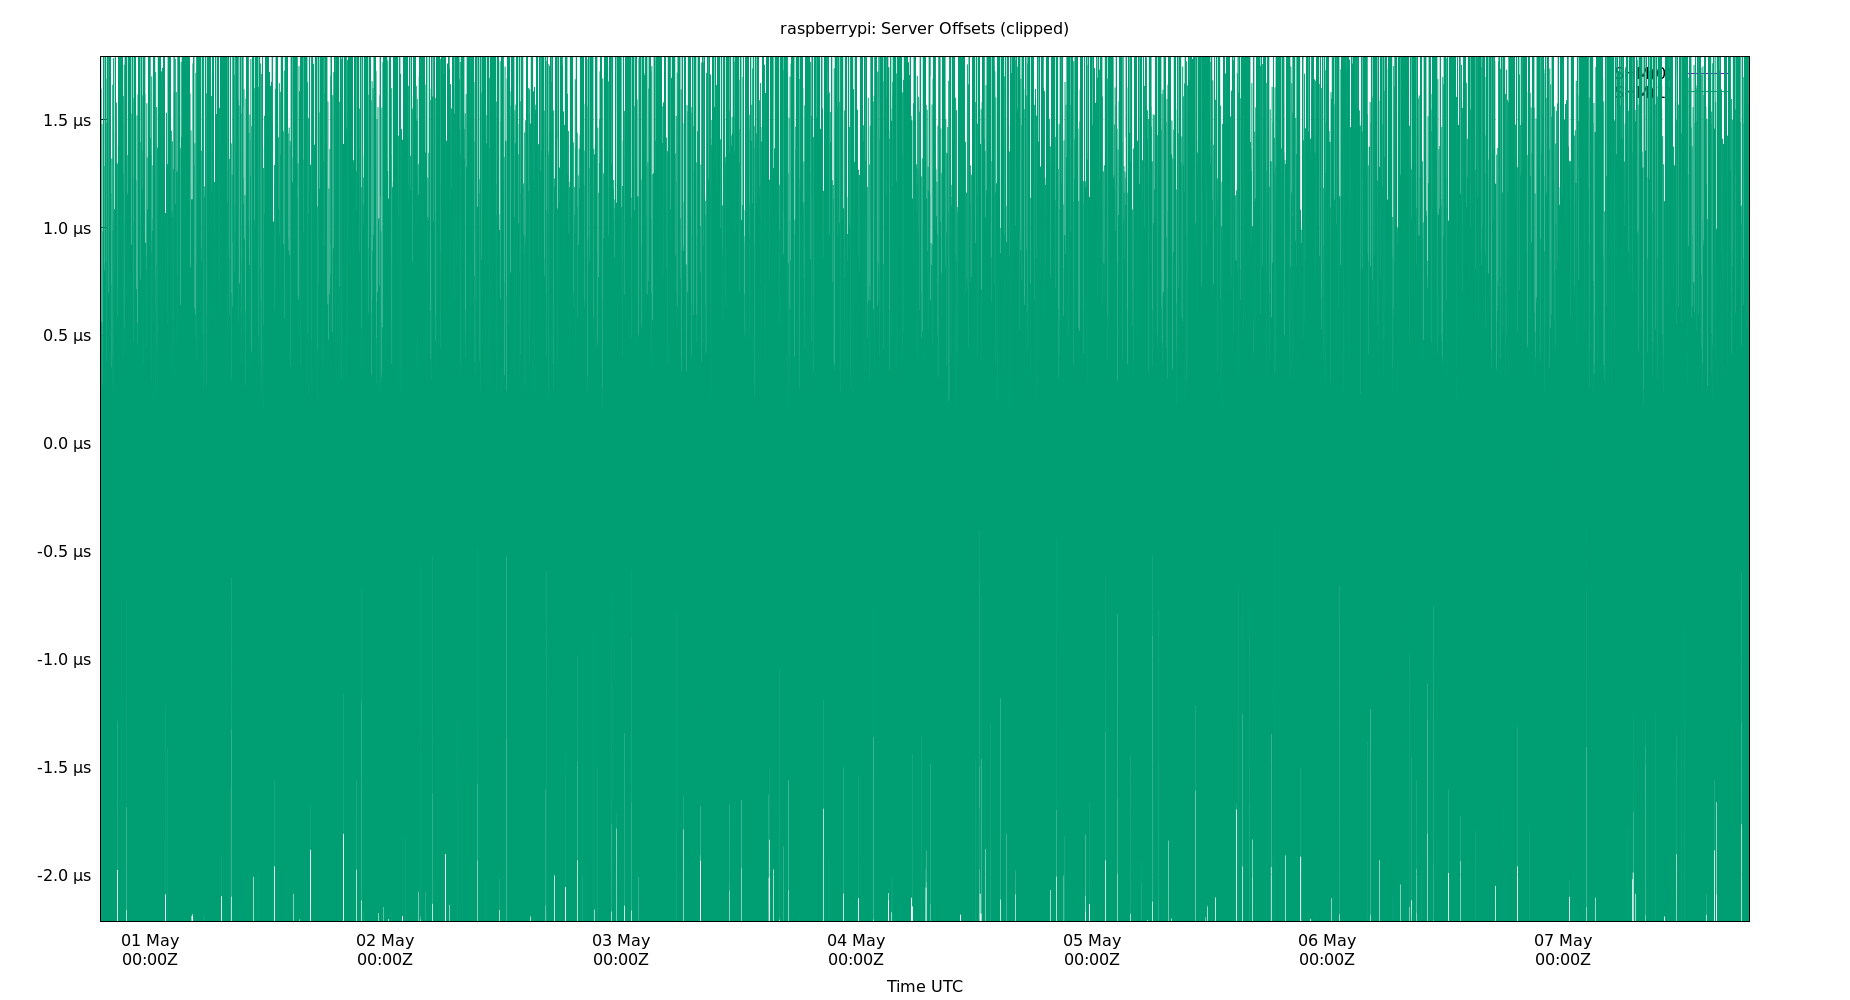 raspberrypi: Server Offsets (clipped)
1.5 µs
1.0 µs
0.5 µs
0.0 µs
-0.5 µs
-1.0 µs
-1.5 µs
-2.0 µs
01 May 02 May 03 May 04 May 05 May 06 May 07 May
00:00Z 00:00Z 00:00Z 00:00Z 00:00Z 00:00Z 00:00Z
Time UTC